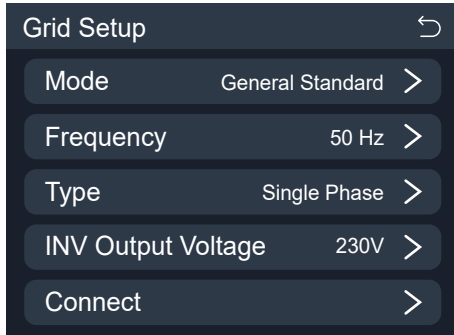 Grid Setup
Mode General Standard
Frequency 50 Hz
Type Single Phase
INV Output Voltage 230V
Connect